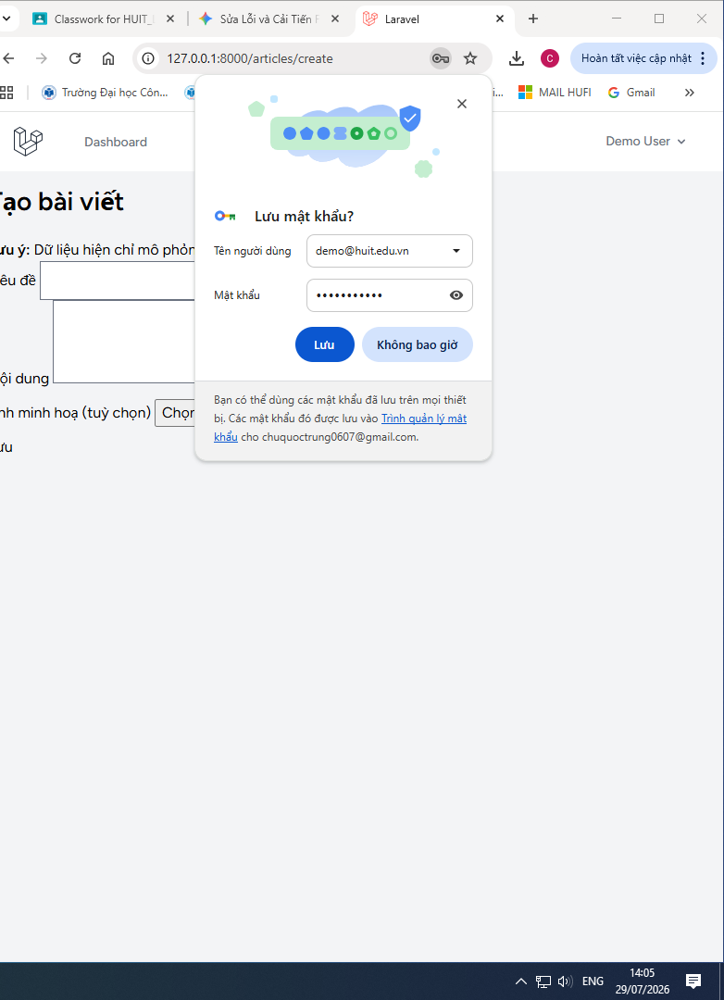 Classwork for HUIT_
Sửa Lỗi và Cải Tiến F
Laravel
127.0.0.1:8000/articles/create
C
Hoàn tất việc cập nhật
Trường Đại học Côn...
i...
MAIL HUFI
Gmail
Dashboard
Demo User
Tạo bài viết
ưu ý: Dữ liệu hiện chỉ mô phỏn
êu đề
ội dung
nh minh hoạ (tuỳ chọn)
Chọn
ưu
Lưu mật khẩu?
Tên người dùng
demo@huit.edu.vn
Mật khẩu
•••••••••••
Lưu
Không bao giờ
Bạn có thể dùng các mật khẩu đã lưu trên mọi thiết
bị. Các mật khẩu đó được lưu vào Trình quản lý mật
khẩu cho chuquoctrung0607@gmail.com.
ENG
14:05
29/07/2026